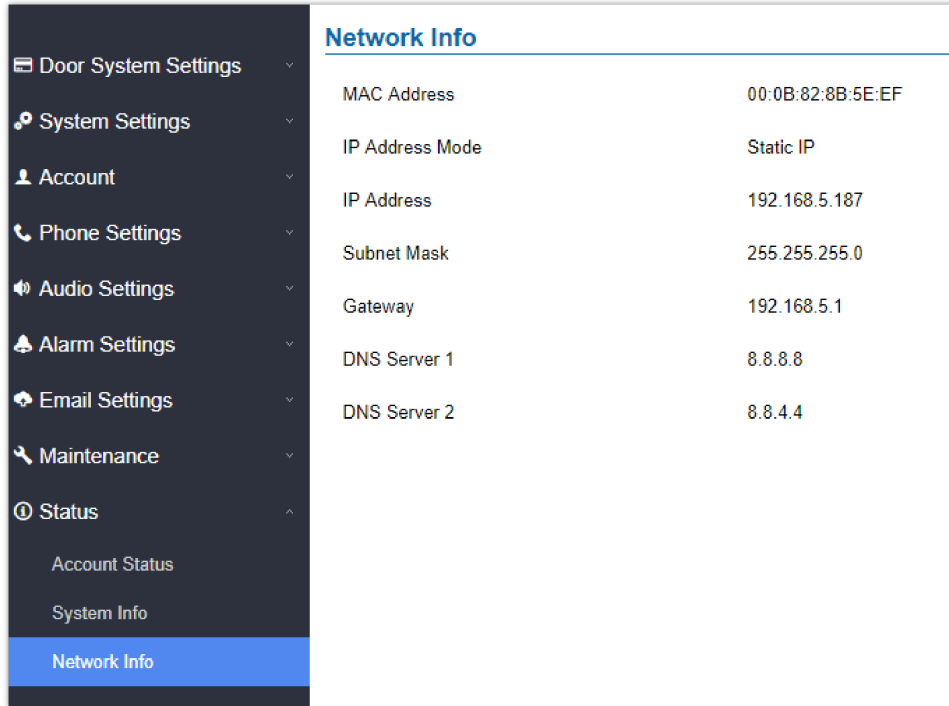 Door System Settings
System Settings
Account
Phone Settings
Audio Settings
Alarm Settings
Email Settings
Maintenance
Status
Account Status
System Info
Network Info
Network Info
MAC Address 00:0B:82:8B:5E:EF
IP Address Mode Static IP
IP Address 192.168.5.187
Subnet Mask 255.255.255.0
Gateway 192.168.5.1
DNS Server 1 8.8.8.8
DNS Server 2 8.8.4.4